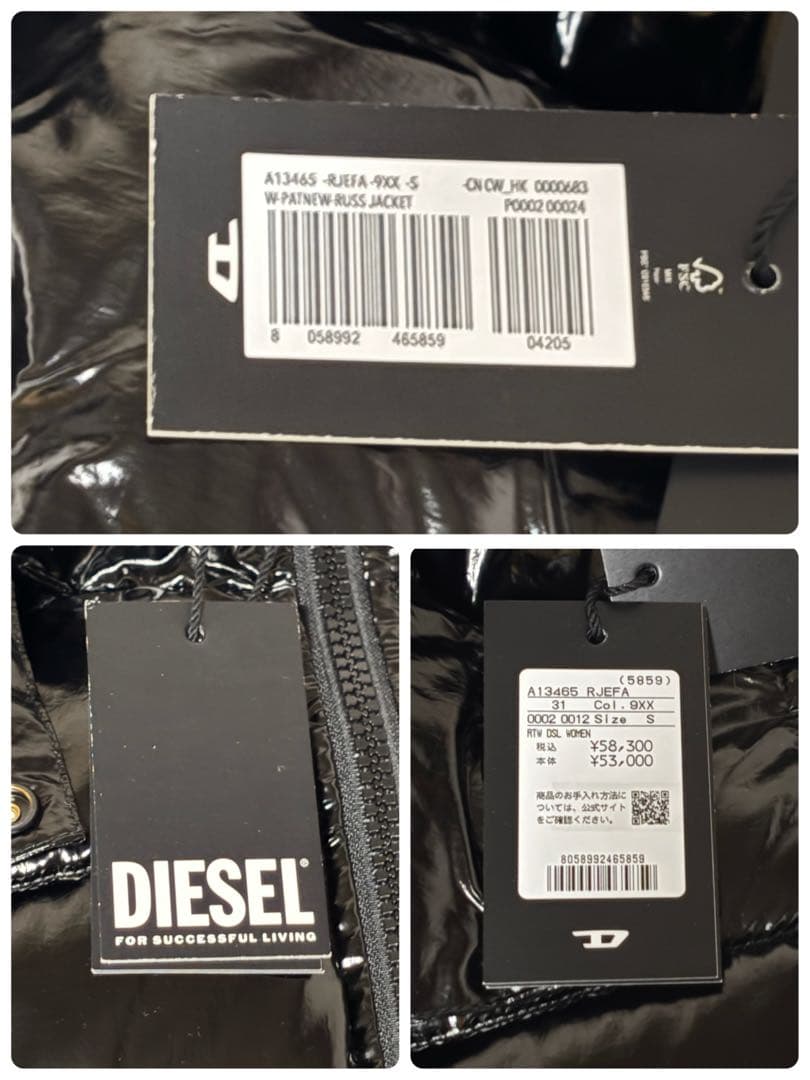 A13465 -RJEFA -9XX -S -CN CW_HK 0000683
W-PATNEW-RUSS JACKET P0002 00024
8 058992 465859 04205
FSC
MIX
DIESEL
FOR SUCCESSFUL LIVING
(5859)
A13465 RJEFA
31 Col. 9XX
0002 0012 Size S
RTW DSL WOMEN
税込 ¥58,300
本体 ¥53,000
商品のお手入れ方法に
ついては、公式サイト
をご確認ください。
8058992465859